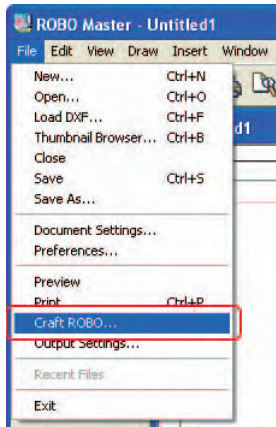 ROBO Master - Untitled1
File Edit View Draw Insert Window
New... Ctrl+N
Open... Ctrl+O
Load DXF... Ctrl+F
Thumbnail Browser... Ctrl+B
d1
Close
Save Ctrl+S
Save As...
Document Settings...
Preferences...
Preview
Print Ctrl+P
Craft ROBO...
Output Settings...
Recent Files
Exit